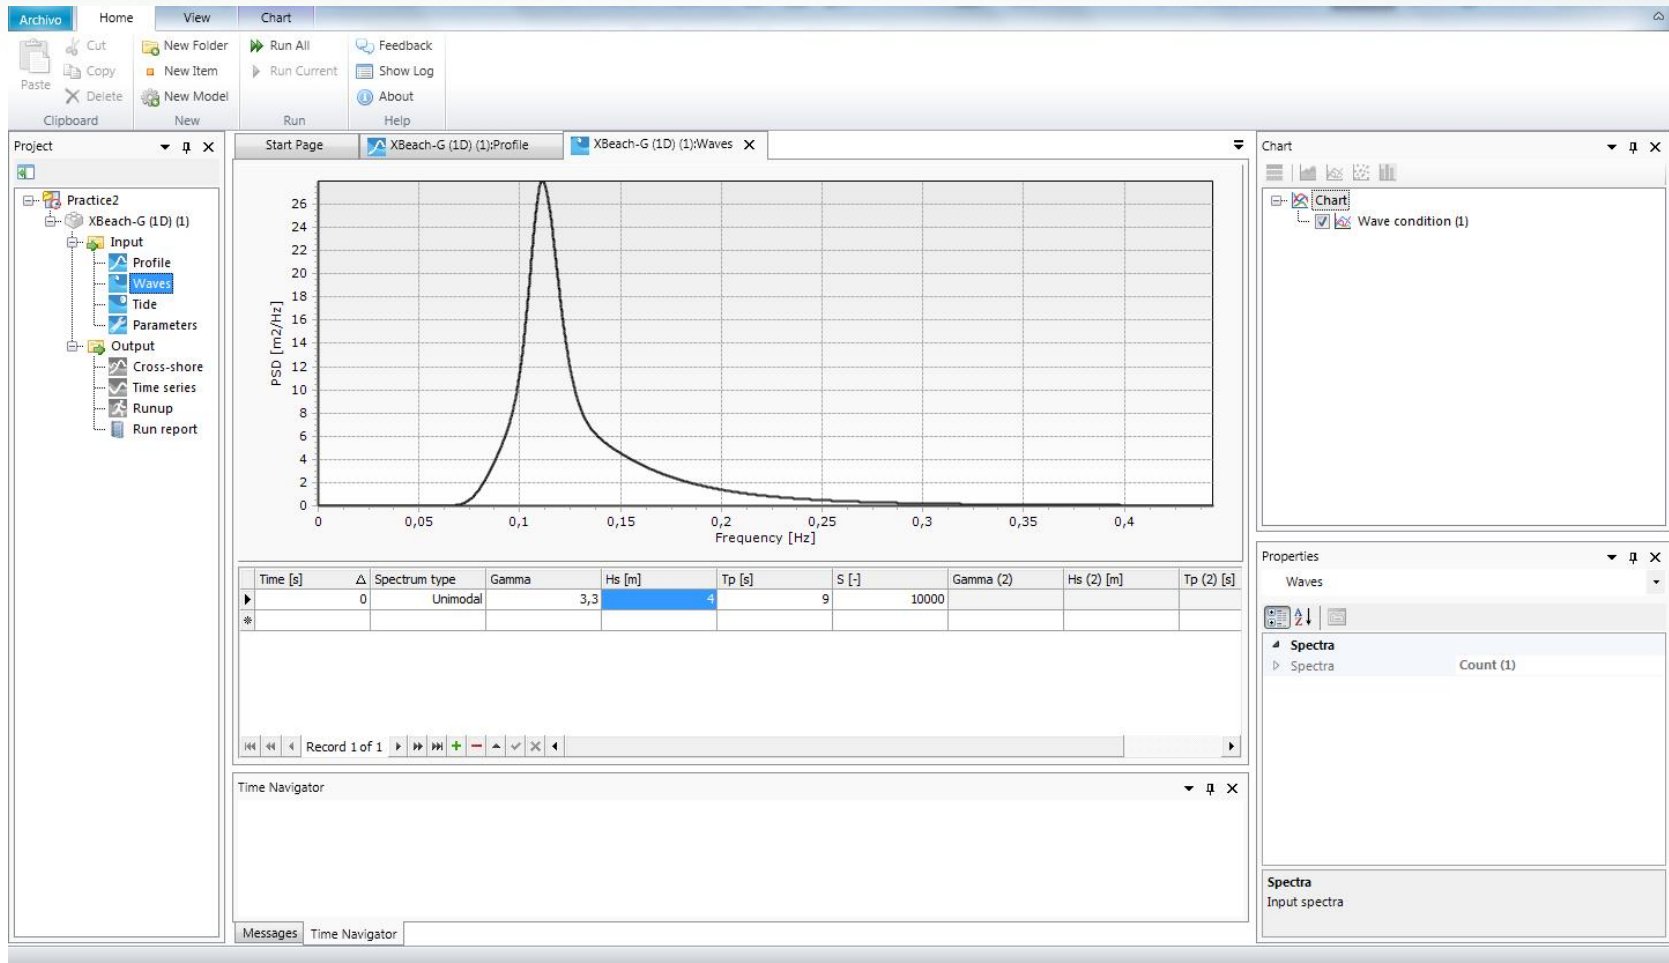 Archivo Home View Chart
Cut New Folder Run All Feedback
Copy New Item Run Current Show Log
Paste
Delete New Model About
Clipboard New Run Help
Project
Practice2
XBeach-G (1D) (1)
Input
Profile
Waves
Tide
Parameters
Output
Cross-shore
Time series
Runup
Run report
Start Page XBeach-G (1D) (1):Profile XBeach-G (1D) (1):Waves
26
24
22
20
18
16
14
12
10
8
6
4
2
0
PSD [m2/Hz]
0 0,05 0,1 0,15 0,2 0,25 0,3 0,35 0,4
Frequency [Hz]
Time [s] Spectrum type Gamma Hs [m] Tp [s] S [-] Gamma (2) Hs (2) [m] Tp (2) [s]
0 Unimodal 3,3 4 9 10000
Record 1 of 1
Time Navigator
Messages Time Navigator
Chart
Chart
Wave condition (1)
Properties
Waves
Spectra
Spectra Count (1)
Spectra
Input spectra